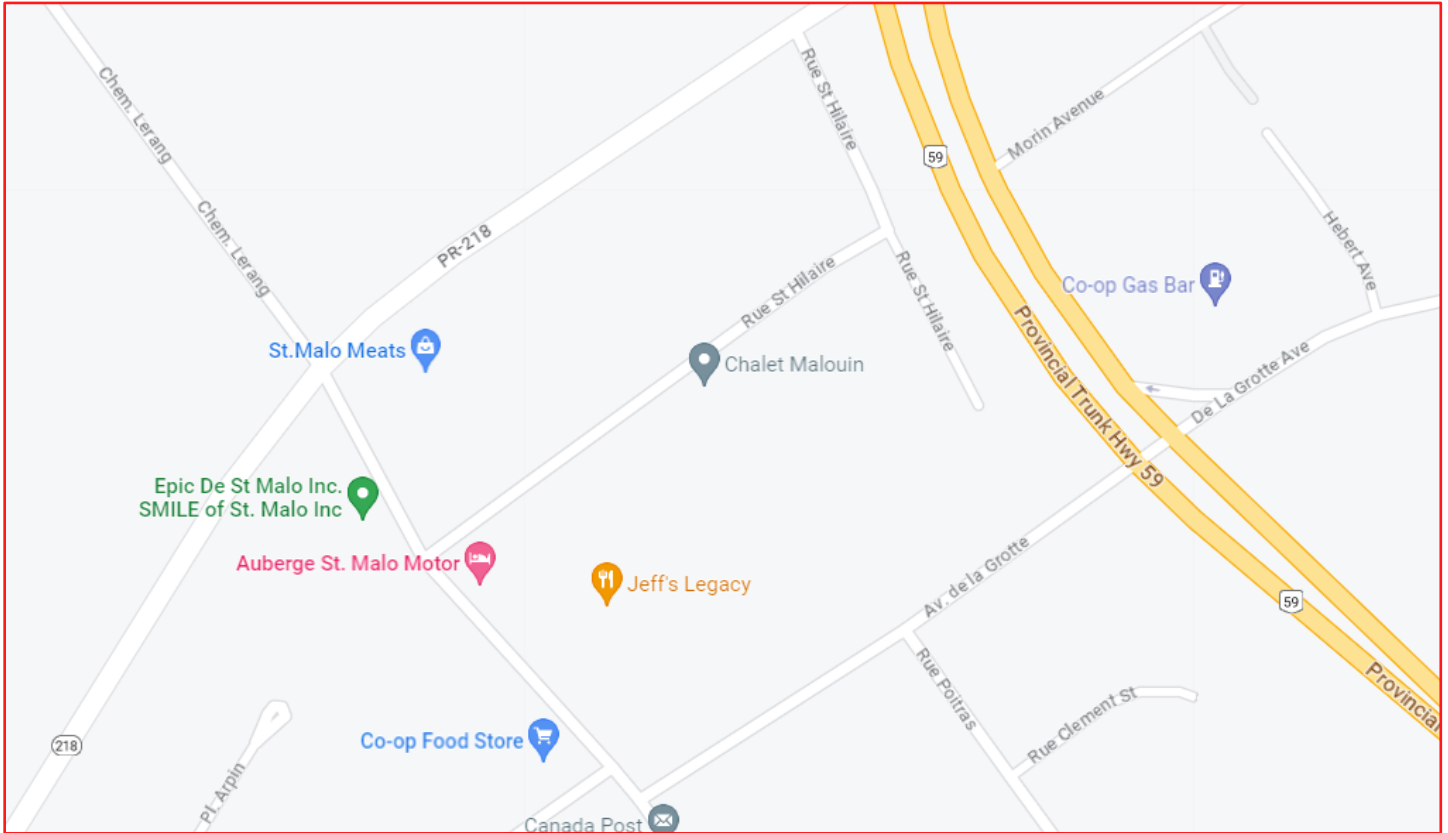 Chem. Lerang
Rue St Hilaire
Morin Avenue
59
Chem. Lerang
PR-218
Hebert Ave
Rue St Hilaire
Rue St Hilaire
Co-op Gas Bar
St.Malo Meats
Chalet Malouin
Provincial Trunk Hwy 59
De La Grotte Ave
Epic De St Malo Inc.
SMILE of St. Malo Inc
Auberge St. Malo Motor
Jeff's Legacy
Av. de la Grotte
59
Rue Poitras
Provincial
Rue Clement St
Co-op Food Store
218
Pl. Arpin
Canada Post